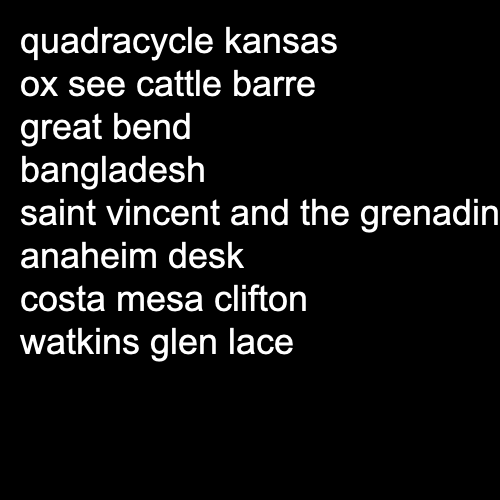 quadracycle kansas
ox see cattle barre
great bend
bangladesh
saint vincent and the grenadin
anaheim desk
costa mesa clifton
watkins glen lace